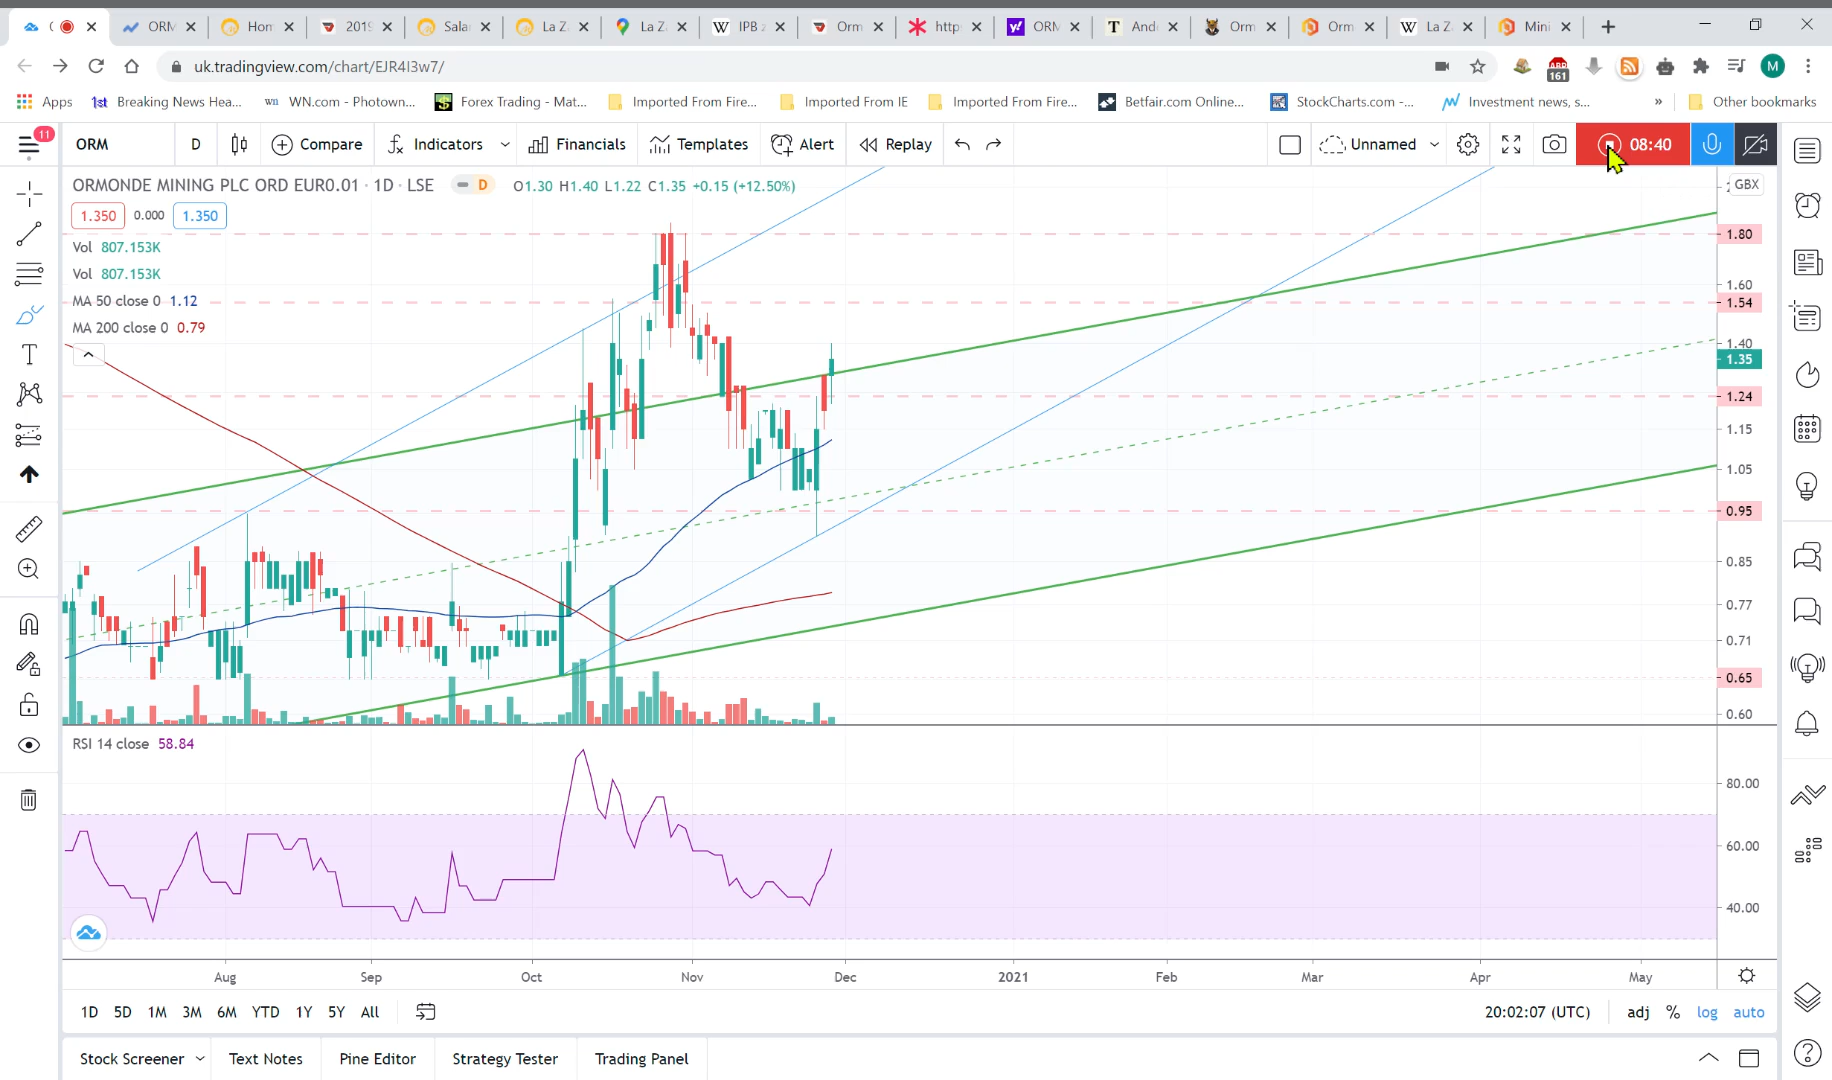 ORM
Hom
2019
Sala
La Z
La Z
IPB z
Orm
http
ORM
And
Orm
Orm
La Z
Mini
uk.tradingview.com/chart/EJR4I3w7/
ABP
161
M
Apps
1st Breaking News Hea...
wn WN.com - Photown...
Forex Trading - Mat...
Imported From Fire...
Imported From IE
Imported From Fire...
Betfair.com Online...
StockCharts.com -...
Investment news, s...
»
Other bookmarks
11
ORM
D
Compare
Indicators
Financials
Templates
Alert
Replay
Unnamed
08:40
ORMONDE MINING PLC ORD EUR0.01 · 1D · LSE
D
O1.30 H1.40 L1.22 C1.35 +0.15 (+12.50%)
GBX
1.350 0.000 1.350
Vol 807.153K
Vol 807.153K
MA 50 close 0 1.12
MA 200 close 0 0.79
1.80
1.60
1.54
1.40
1.35
1.24
1.15
1.05
0.95
0.85
0.77
0.71
0.65
0.60
RSI 14 close 58.84
80.00
60.00
40.00
Aug Sep Oct Nov Dec 2021 Feb Mar Apr May
1D 5D 1M 3M 6M YTD 1Y 5Y All
20:02:07 (UTC) adj % log auto
Stock Screener
Text Notes
Pine Editor
Strategy Tester
Trading Panel